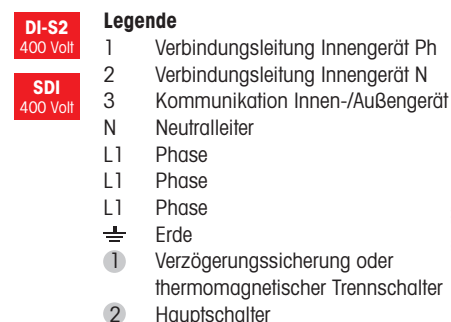 DI-S2
400 Volt
SDI
400 Volt
Legende
1 Verbindungsleitung Innengerät Ph
2 Verbindungsleitung Innengerät N
3 Kommunikation Innen-/Außengerät
N Neutralleiter
L1 Phase
L1 Phase
L1 Phase
⏚ Erde
1 Verzögerungssicherung oder
thermomagnetischer Trennschalter
2 Hauptschalter